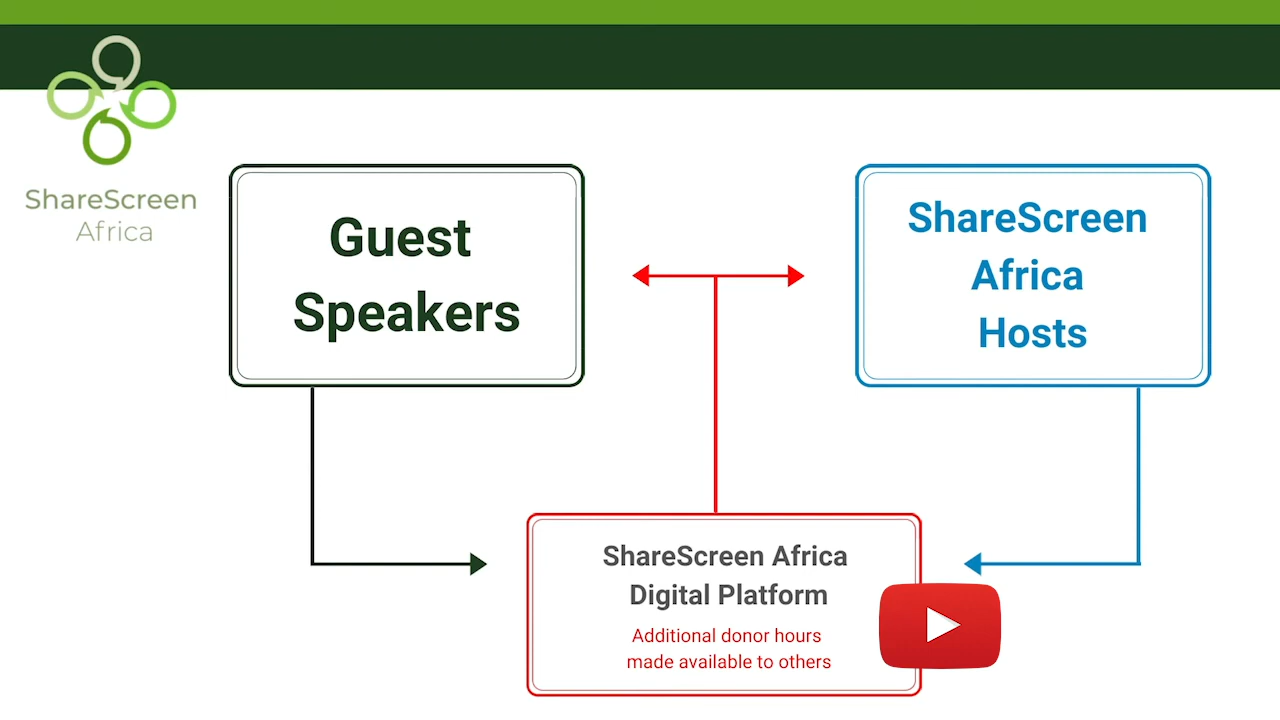 ShareScreen
Africa
Guest
Speakers
ShareScreen
Africa
Hosts
ShareScreen Africa
Digital Platform
Additional donor hours
made available to others